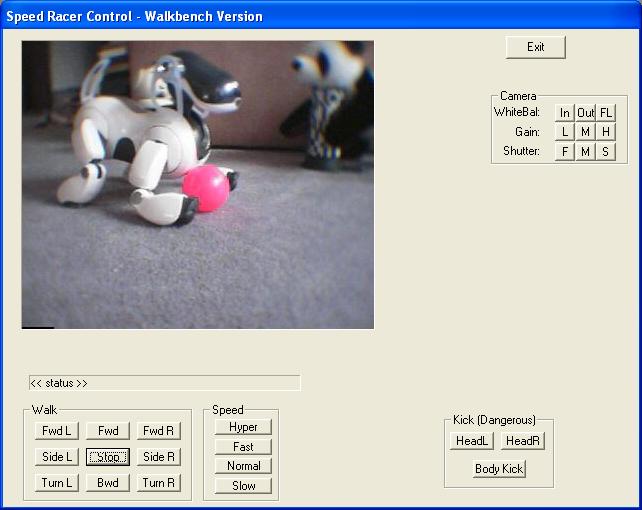 Speed Racer Control - Walkbench Version
Exit
Camera
WhiteBal: In Out FL
Gain: L M H
Shutter: F M S
<< status >>
Walk
Fwd L Fwd Fwd R
Side L Stop Side R
Turn L Bwd Turn R
Speed
Hyper
Fast
Normal
Slow
Kick (Dangerous)
HeadL HeadR
Body Kick